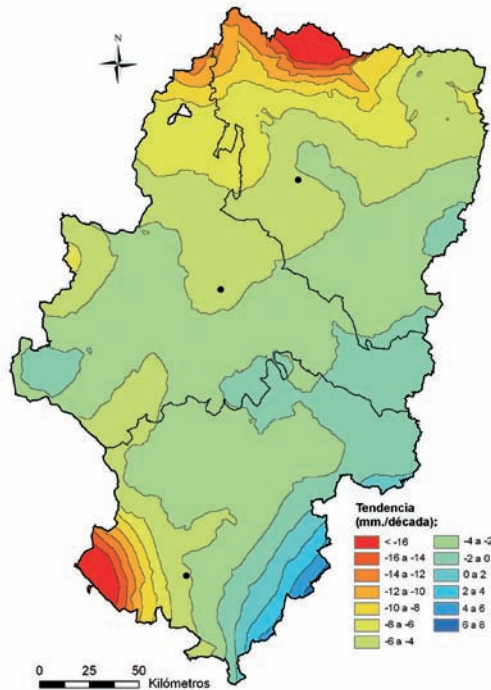 N
Tendencia
(mm./década):
< -16
-16 a -14
-14 a -12
-12 a -10
-10 a -8
-8 a -6
-6 a -4
-4 a -2
-2 a 0
0 a 2
2 a 4
4 a 6
6 a 8
0 25 50
Kilómetros